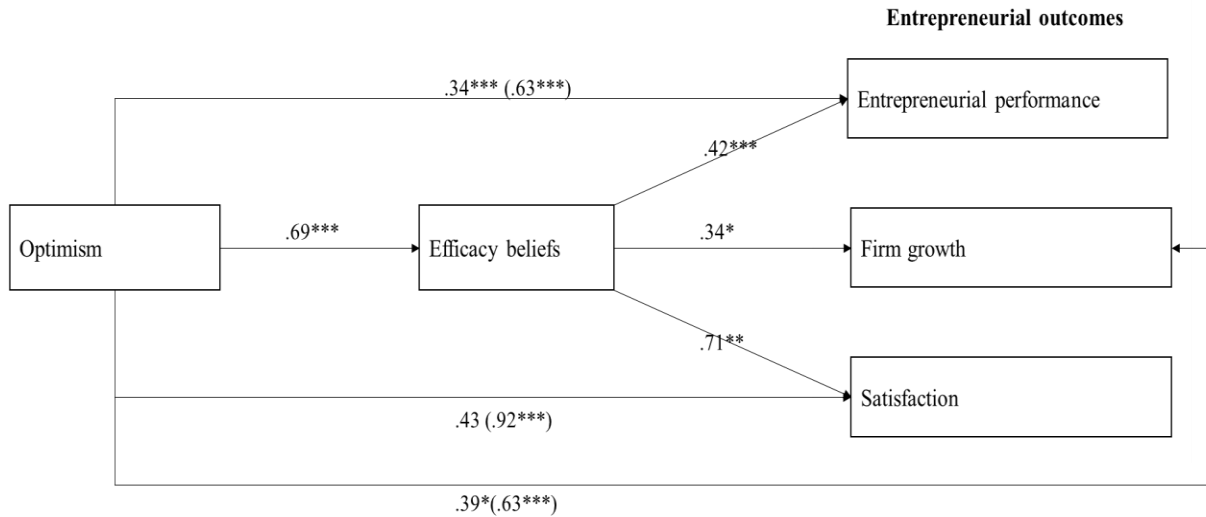 Entrepreneurial outcomes
.34*** (.63***)
Entrepreneurial performance
.42***
Optimism
.69***
Efficacy beliefs
.34*
Firm growth
.71**
Satisfaction
.43 (.92***)
.39*(.63***)